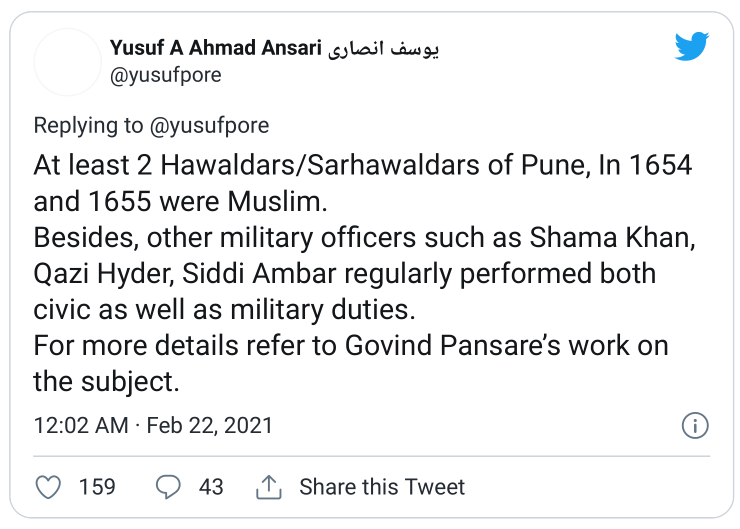 Yusuf A Ahmad Ansari یوسف انصاری
@yusufpore
Replying to @yusufpore
At least 2 Hawaldars/Sarhawaldars of Pune, In 1654
and 1655 were Muslim.
Besides, other military officers such as Shama Khan,
Qazi Hyder, Siddi Ambar regularly performed both
civic as well as military duties.
For more details refer to Govind Pansare’s work on
the subject.
12:02 AM · Feb 22, 2021
159 43 Share this Tweet